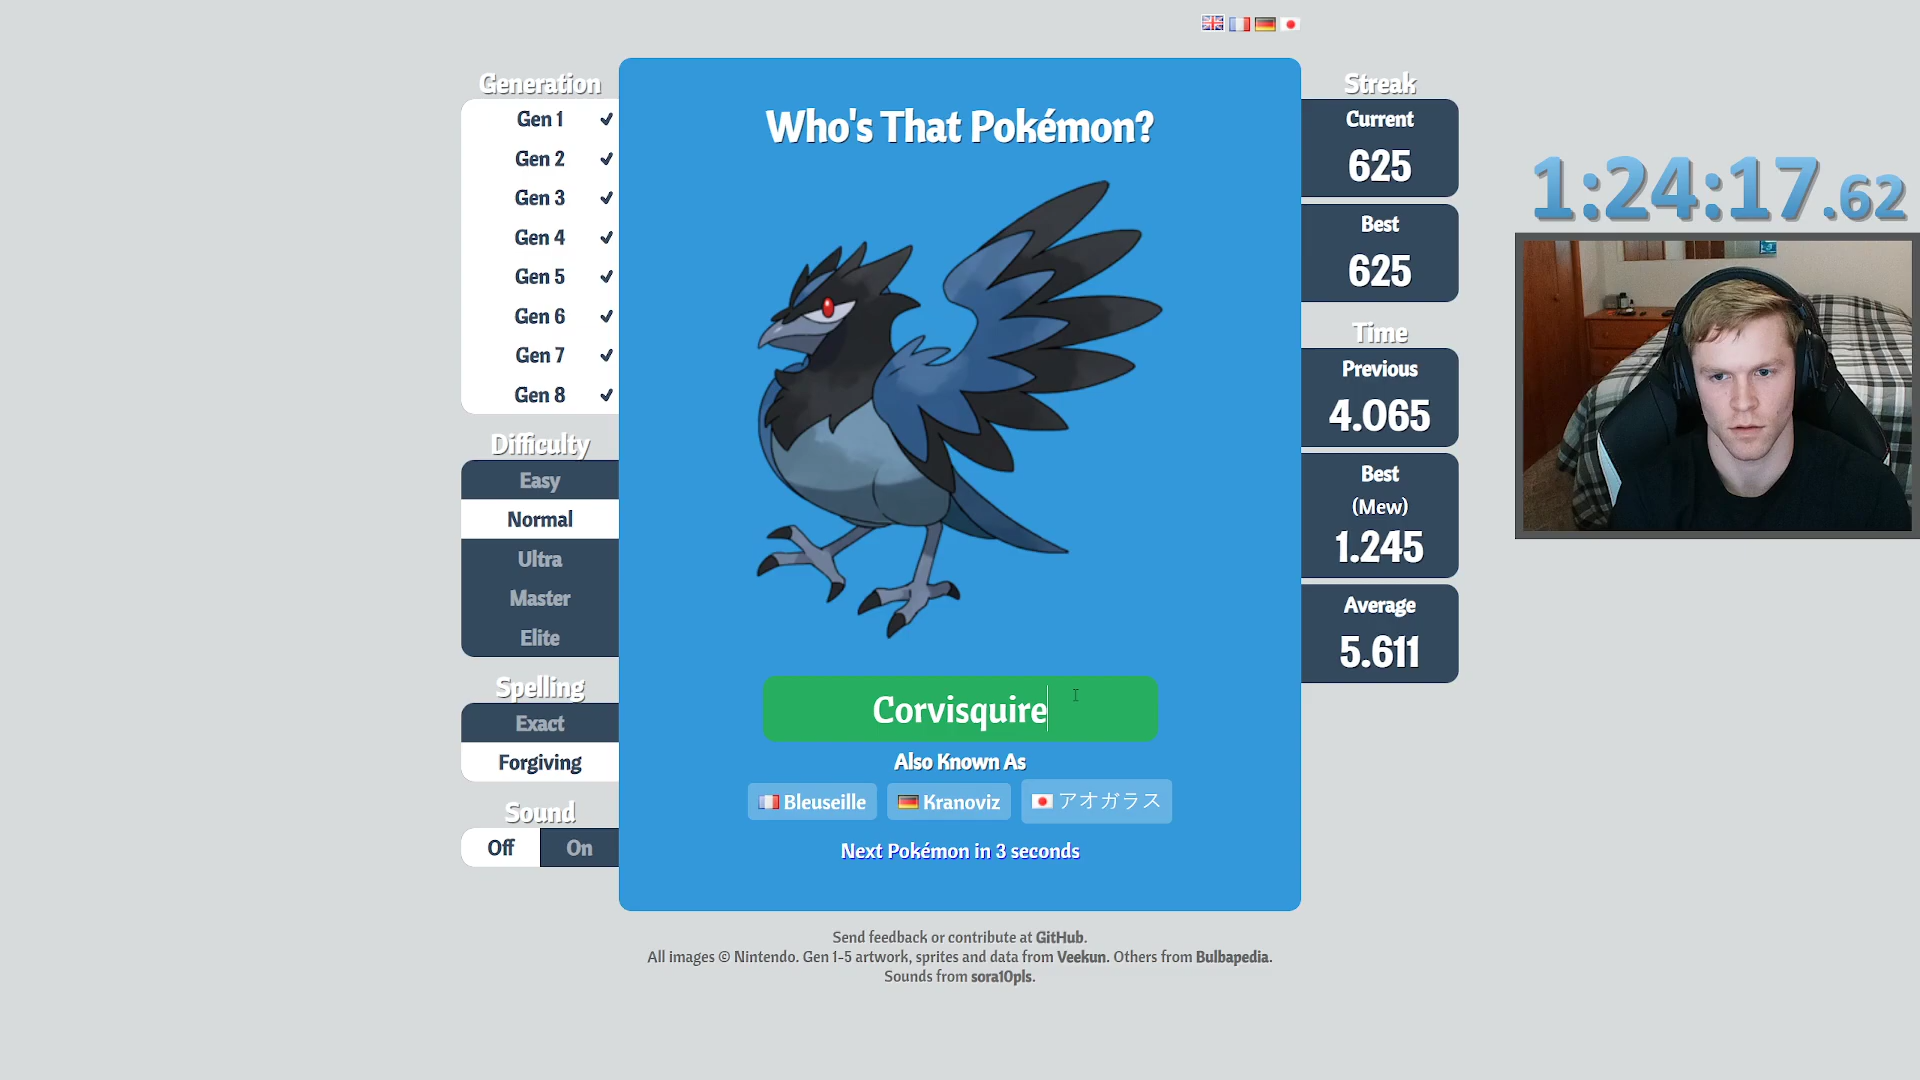 Generation
Gen 1
Gen 2
Gen 3
Gen 4
Gen 5
Gen 6
Gen 7
Gen 8
Difficulty
Easy
Normal
Ultra
Master
Elite
Spelling
Exact
Forgiving
Sound
Off On
Who's That Pokémon?
Corvisquire
Also Known As
Bleuseille Kranoviz アオガラス
Next Pokémon in 3 seconds
Streak
Current
625
Best
625
Time
Previous
4.065
Best
(Mew)
1.245
Average
5.611
1:24:17.62
Send feedback or contribute at GitHub.
All images © Nintendo. Gen 1-5 artwork, sprites and data from Veekun. Others from Bulbapedia.
Sounds from sora10pls.